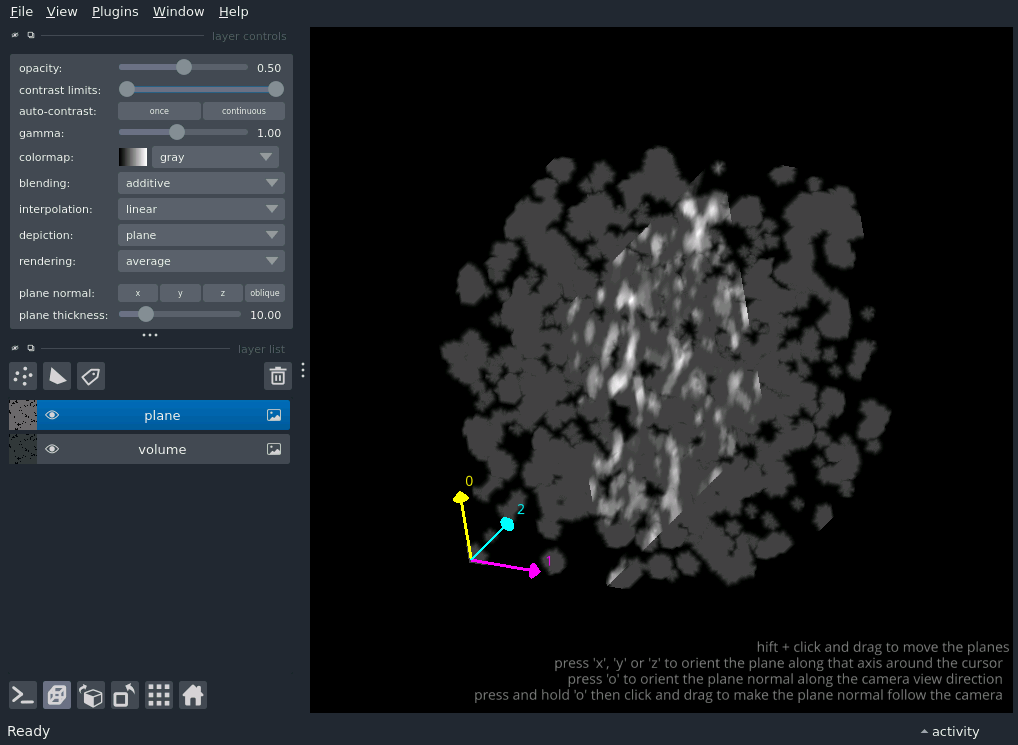 File View Plugins Window Help
layer controls
opacity: 0.50
contrast limits:
auto-contrast: once continuous
gamma: 1.00
colormap: gray
blending: additive
interpolation: linear
depiction: plane
rendering: average
plane normal: x y z oblique
plane thickness: 10.00
layer list
plane
volume
0
2
1
hift + click and drag to move the planes
press 'x', 'y' or 'z' to orient the plane along that axis around the cursor
press 'o' to orient the plane normal along the camera view direction
press and hold 'o' then click and drag to make the plane normal follow the camera
Ready activity